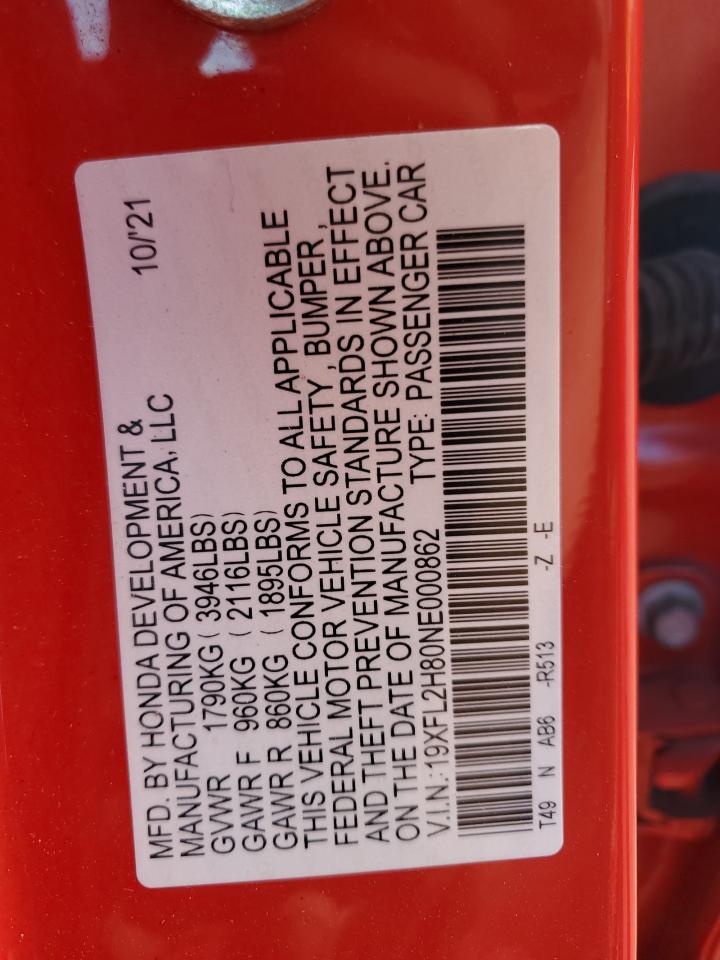 MFD. BY HONDA DEVELOPMENT & 10/'21
MANUFACTURING OF AMERICA, LLC
GVWR 1790KG ( 3946LBS)
GAWR F 960KG ( 2116LBS)
GAWR R 860KG ( 1895LBS)
THIS VEHICLE CONFORMS TO ALL APPLICABLE
FEDERAL MOTOR VEHICLE SAFETY , BUMPER ,
AND THEFT PREVENTION STANDARDS IN EFFECT
ON THE DATE OF MANUFACTURE SHOWN ABOVE.
V.I.N.:19XFL2H80NE000862 TYPE: PASSENGER CAR
T49 N AB6 -R513 -Z -E